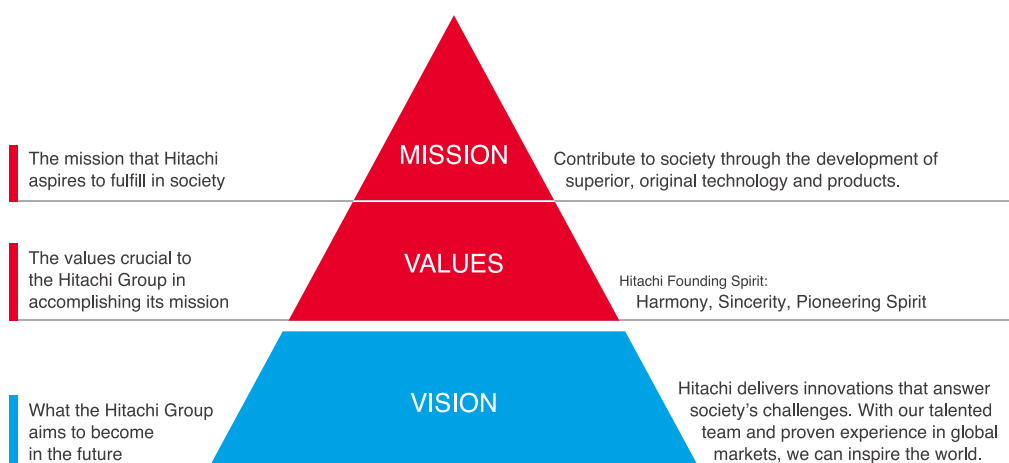 MISSION
The mission that Hitachi
aspires to fulfill in society
Contribute to society through the development of
superior, original technology and products.
VALUES
The values crucial to
the Hitachi Group in
accomplishing its mission
Hitachi Founding Spirit:
Harmony, Sincerity, Pioneering Spirit
VISION
What the Hitachi Group
aims to become
in the future
Hitachi delivers innovations that answer
society’s challenges. With our talented
team and proven experience in global
markets, we can inspire the world.